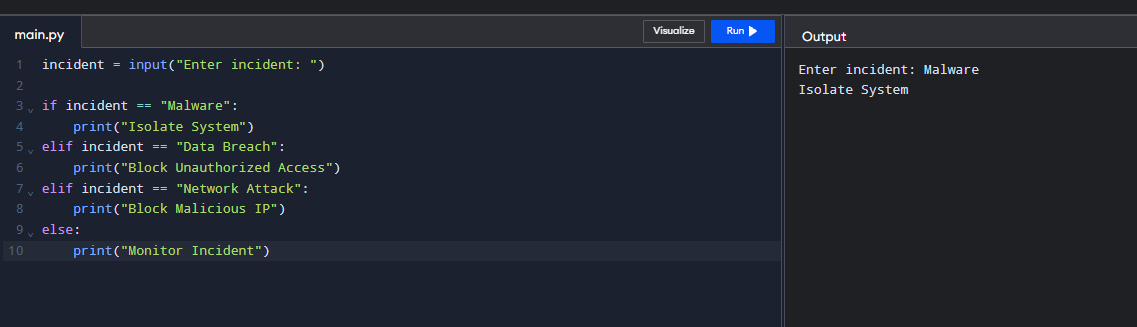 main.py Visualize Run Output
1 incident = input("Enter incident: ")
2
3 if incident == "Malware":
4     print("Isolate System")
5 elif incident == "Data Breach":
6     print("Block Unauthorized Access")
7 elif incident == "Network Attack":
8     print("Block Malicious IP")
9 else:
10     print("Monitor Incident")
Enter incident: Malware
Isolate System